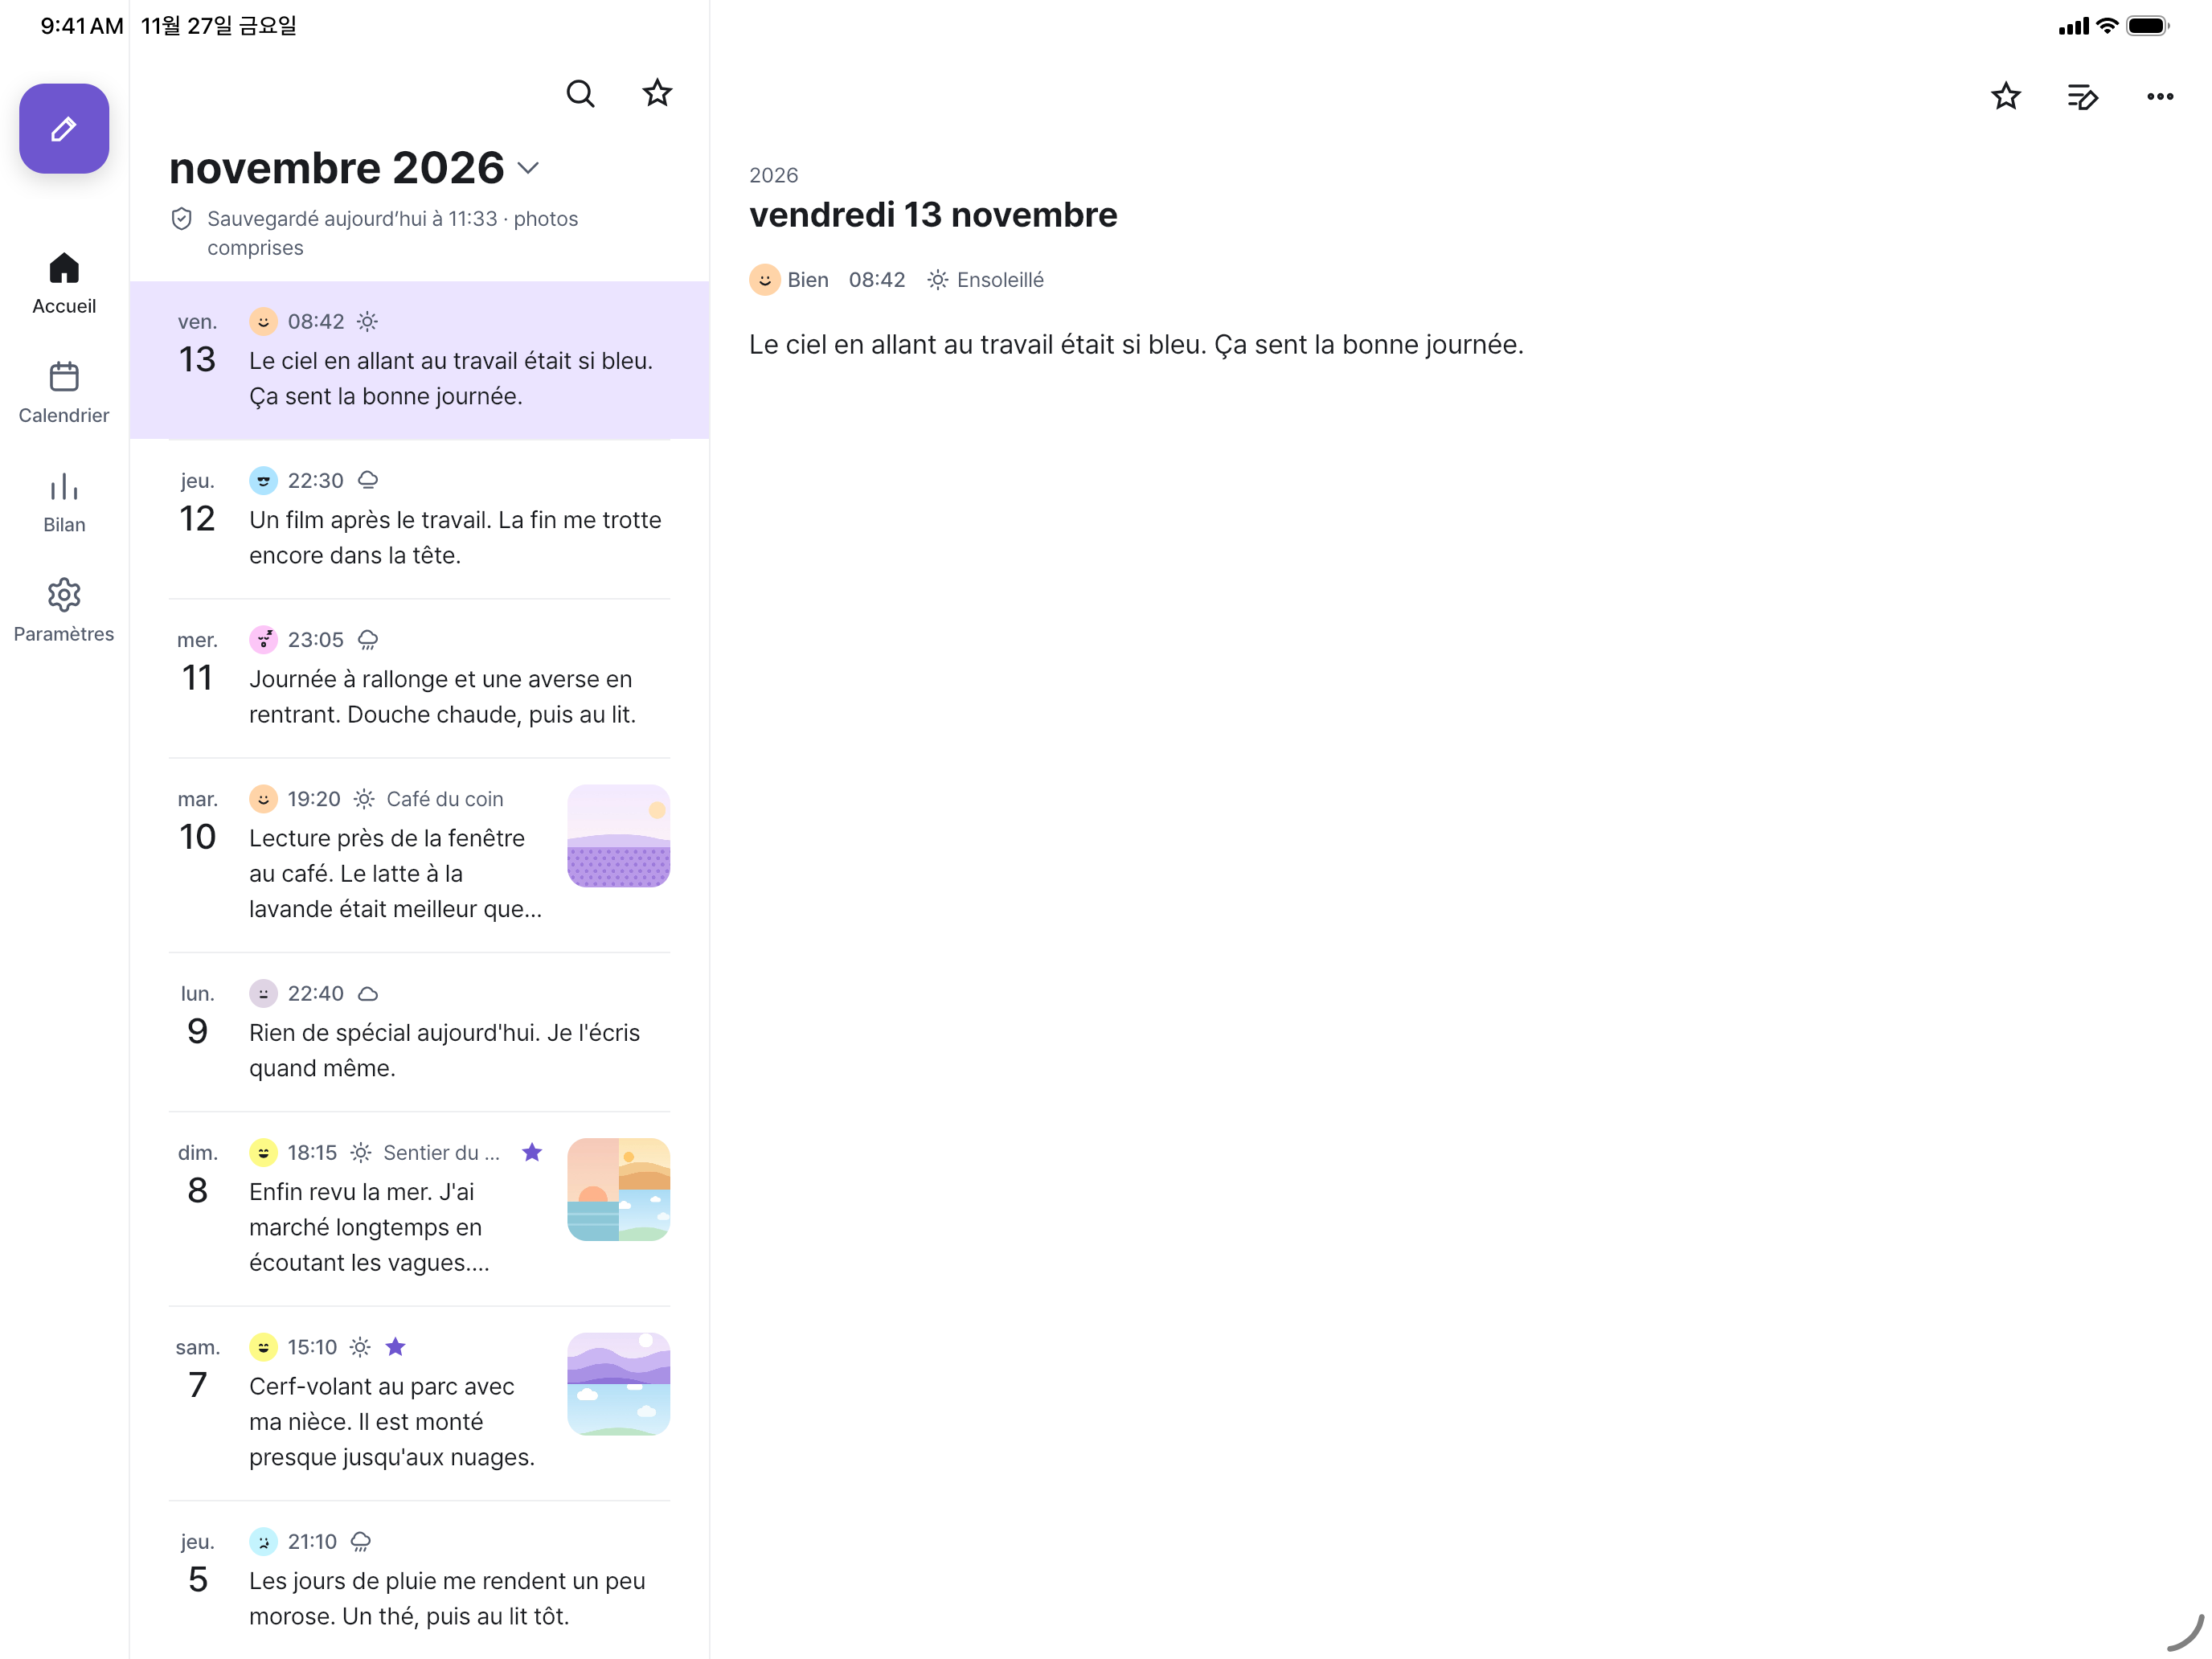 9:41 AM 11월 27일 금요일
novembre 2026
Sauvegardé aujourd’hui à 11:33 · photos
comprises
Accueil
Calendrier
Bilan
Paramètres
ven.
13
08:42
Le ciel en allant au travail était si bleu.
Ça sent la bonne journée.
jeu.
12
22:30
Un film après le travail. La fin me trotte
encore dans la tête.
mer.
11
23:05
Journée à rallonge et une averse en
rentrant. Douche chaude, puis au lit.
mar.
10
19:20 Café du coin
Lecture près de la fenêtre
au café. Le latte à la
lavande était meilleur que...
lun.
9
22:40
Rien de spécial aujourd'hui. Je l'écris
quand même.
dim.
8
18:15 Sentier du ...
Enfin revu la mer. J'ai
marché longtemps en
écoutant les vagues....
sam.
7
15:10
Cerf-volant au parc avec
ma nièce. Il est monté
presque jusqu'aux nuages.
jeu.
5
21:10
Les jours de pluie me rendent un peu
morose. Un thé, puis au lit tôt.
2026
vendredi 13 novembre
Bien 08:42 Ensoleillé
Le ciel en allant au travail était si bleu. Ça sent la bonne journée.